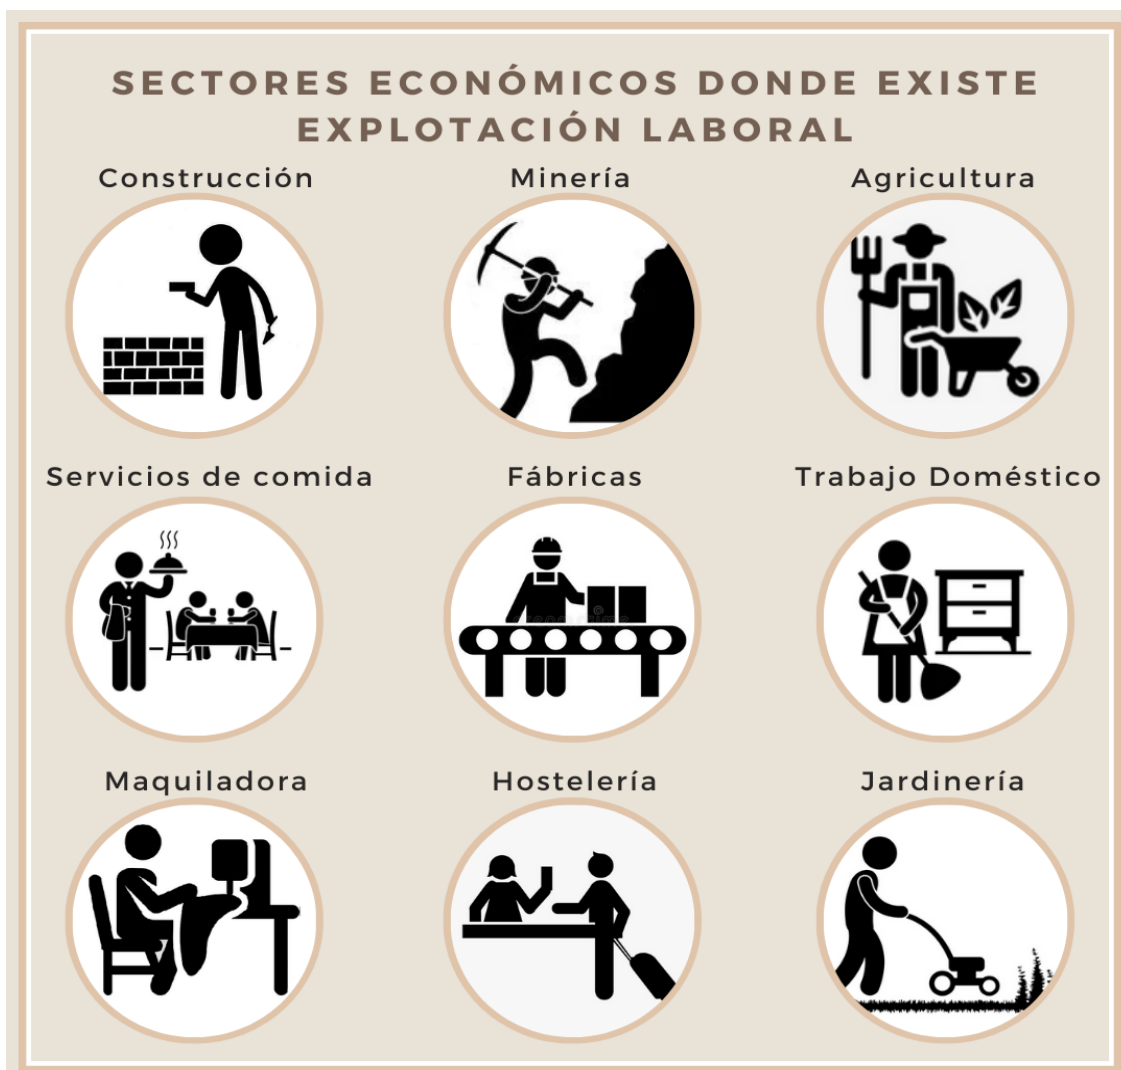 SECTORES ECONÓMICOS DONDE EXISTE
EXPLOTACIÓN LABORAL
Construcción
Minería
Agricultura
Servicios de comida
Fábricas
Trabajo Doméstico
Maquiladora
Hostelería
Jardinería